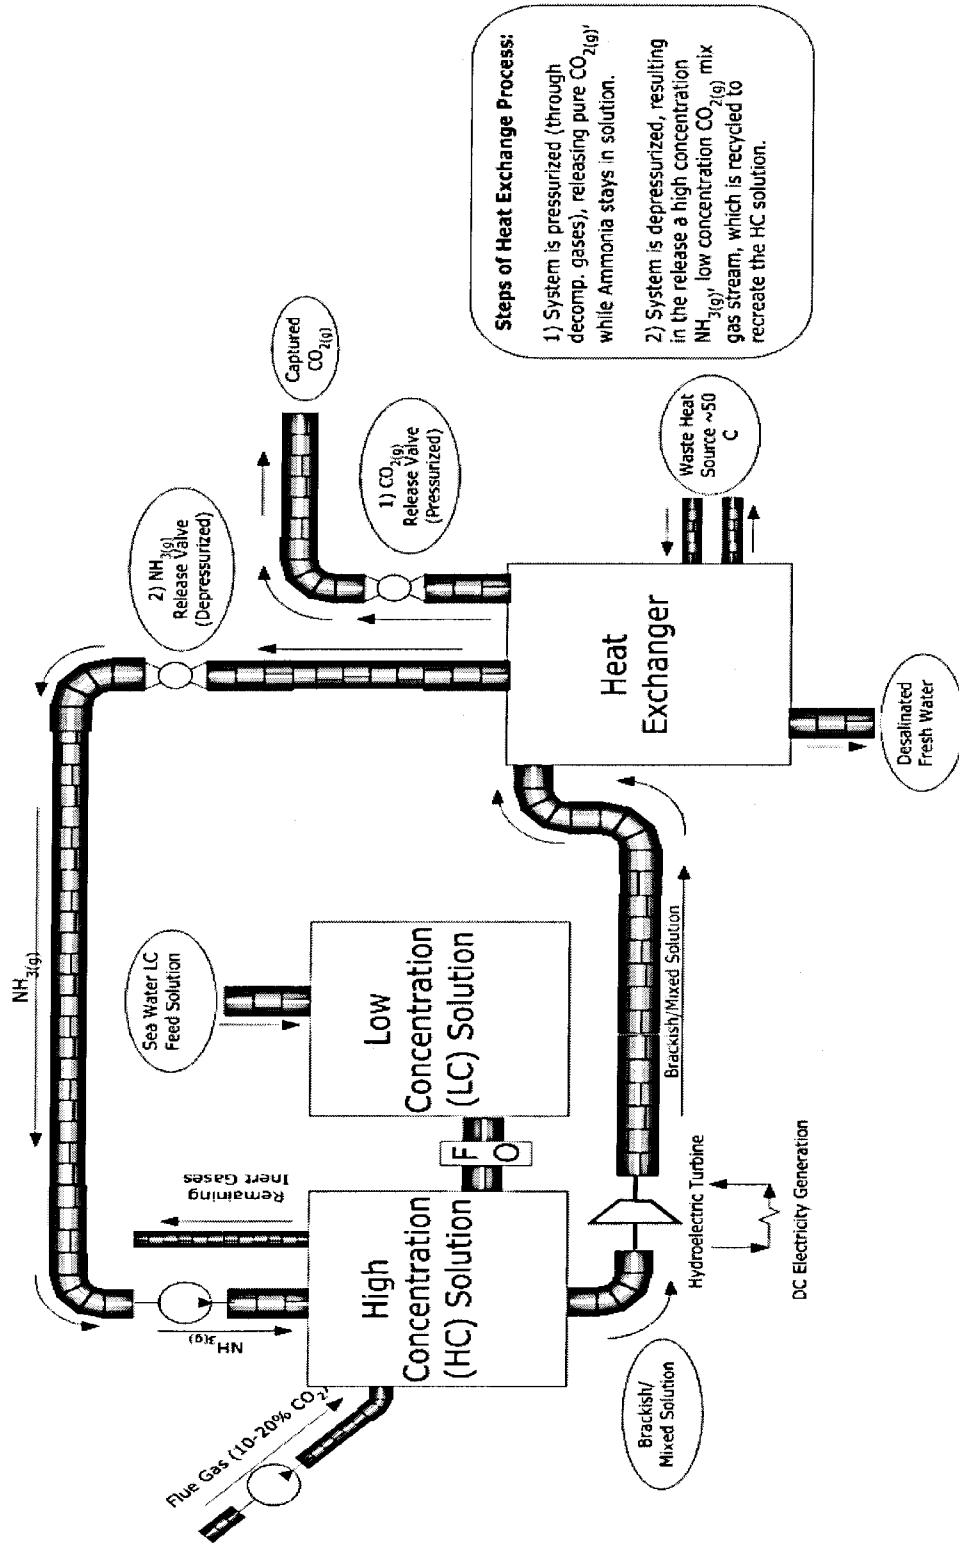 NH3(g)
2) NH3(g)
Release Valve
(Depressurized)
Captured
CO2(g)
1) CO2(g)
Release Valve
(Pressurized)
Sea Water LC
Feed Solution
Remaining
Inert Gases
NH3(g)
Flue Gas (10-20% CO2)
High
Concentration
(HC) Solution
F
O
Low
Concentration
(LC) Solution
Heat
Exchanger
Waste Heat
Source ~50
C
Brackish/
Mixed Solution
Hydroelectric Turbine
DC Electricity Generation
Brackish/Mixed Solution
Desalinated
Fresh Water
Steps of Heat Exchange Process:
1) System is pressurized (through
decomp. gases), releasing pure CO2(g),
while Ammonia stays in solution.
2) System is depressurized, resulting
in the release a high concentration
NH3(g), low concentration CO2(g) mix
gas stream, which is recycled to
recreate the HC solution.